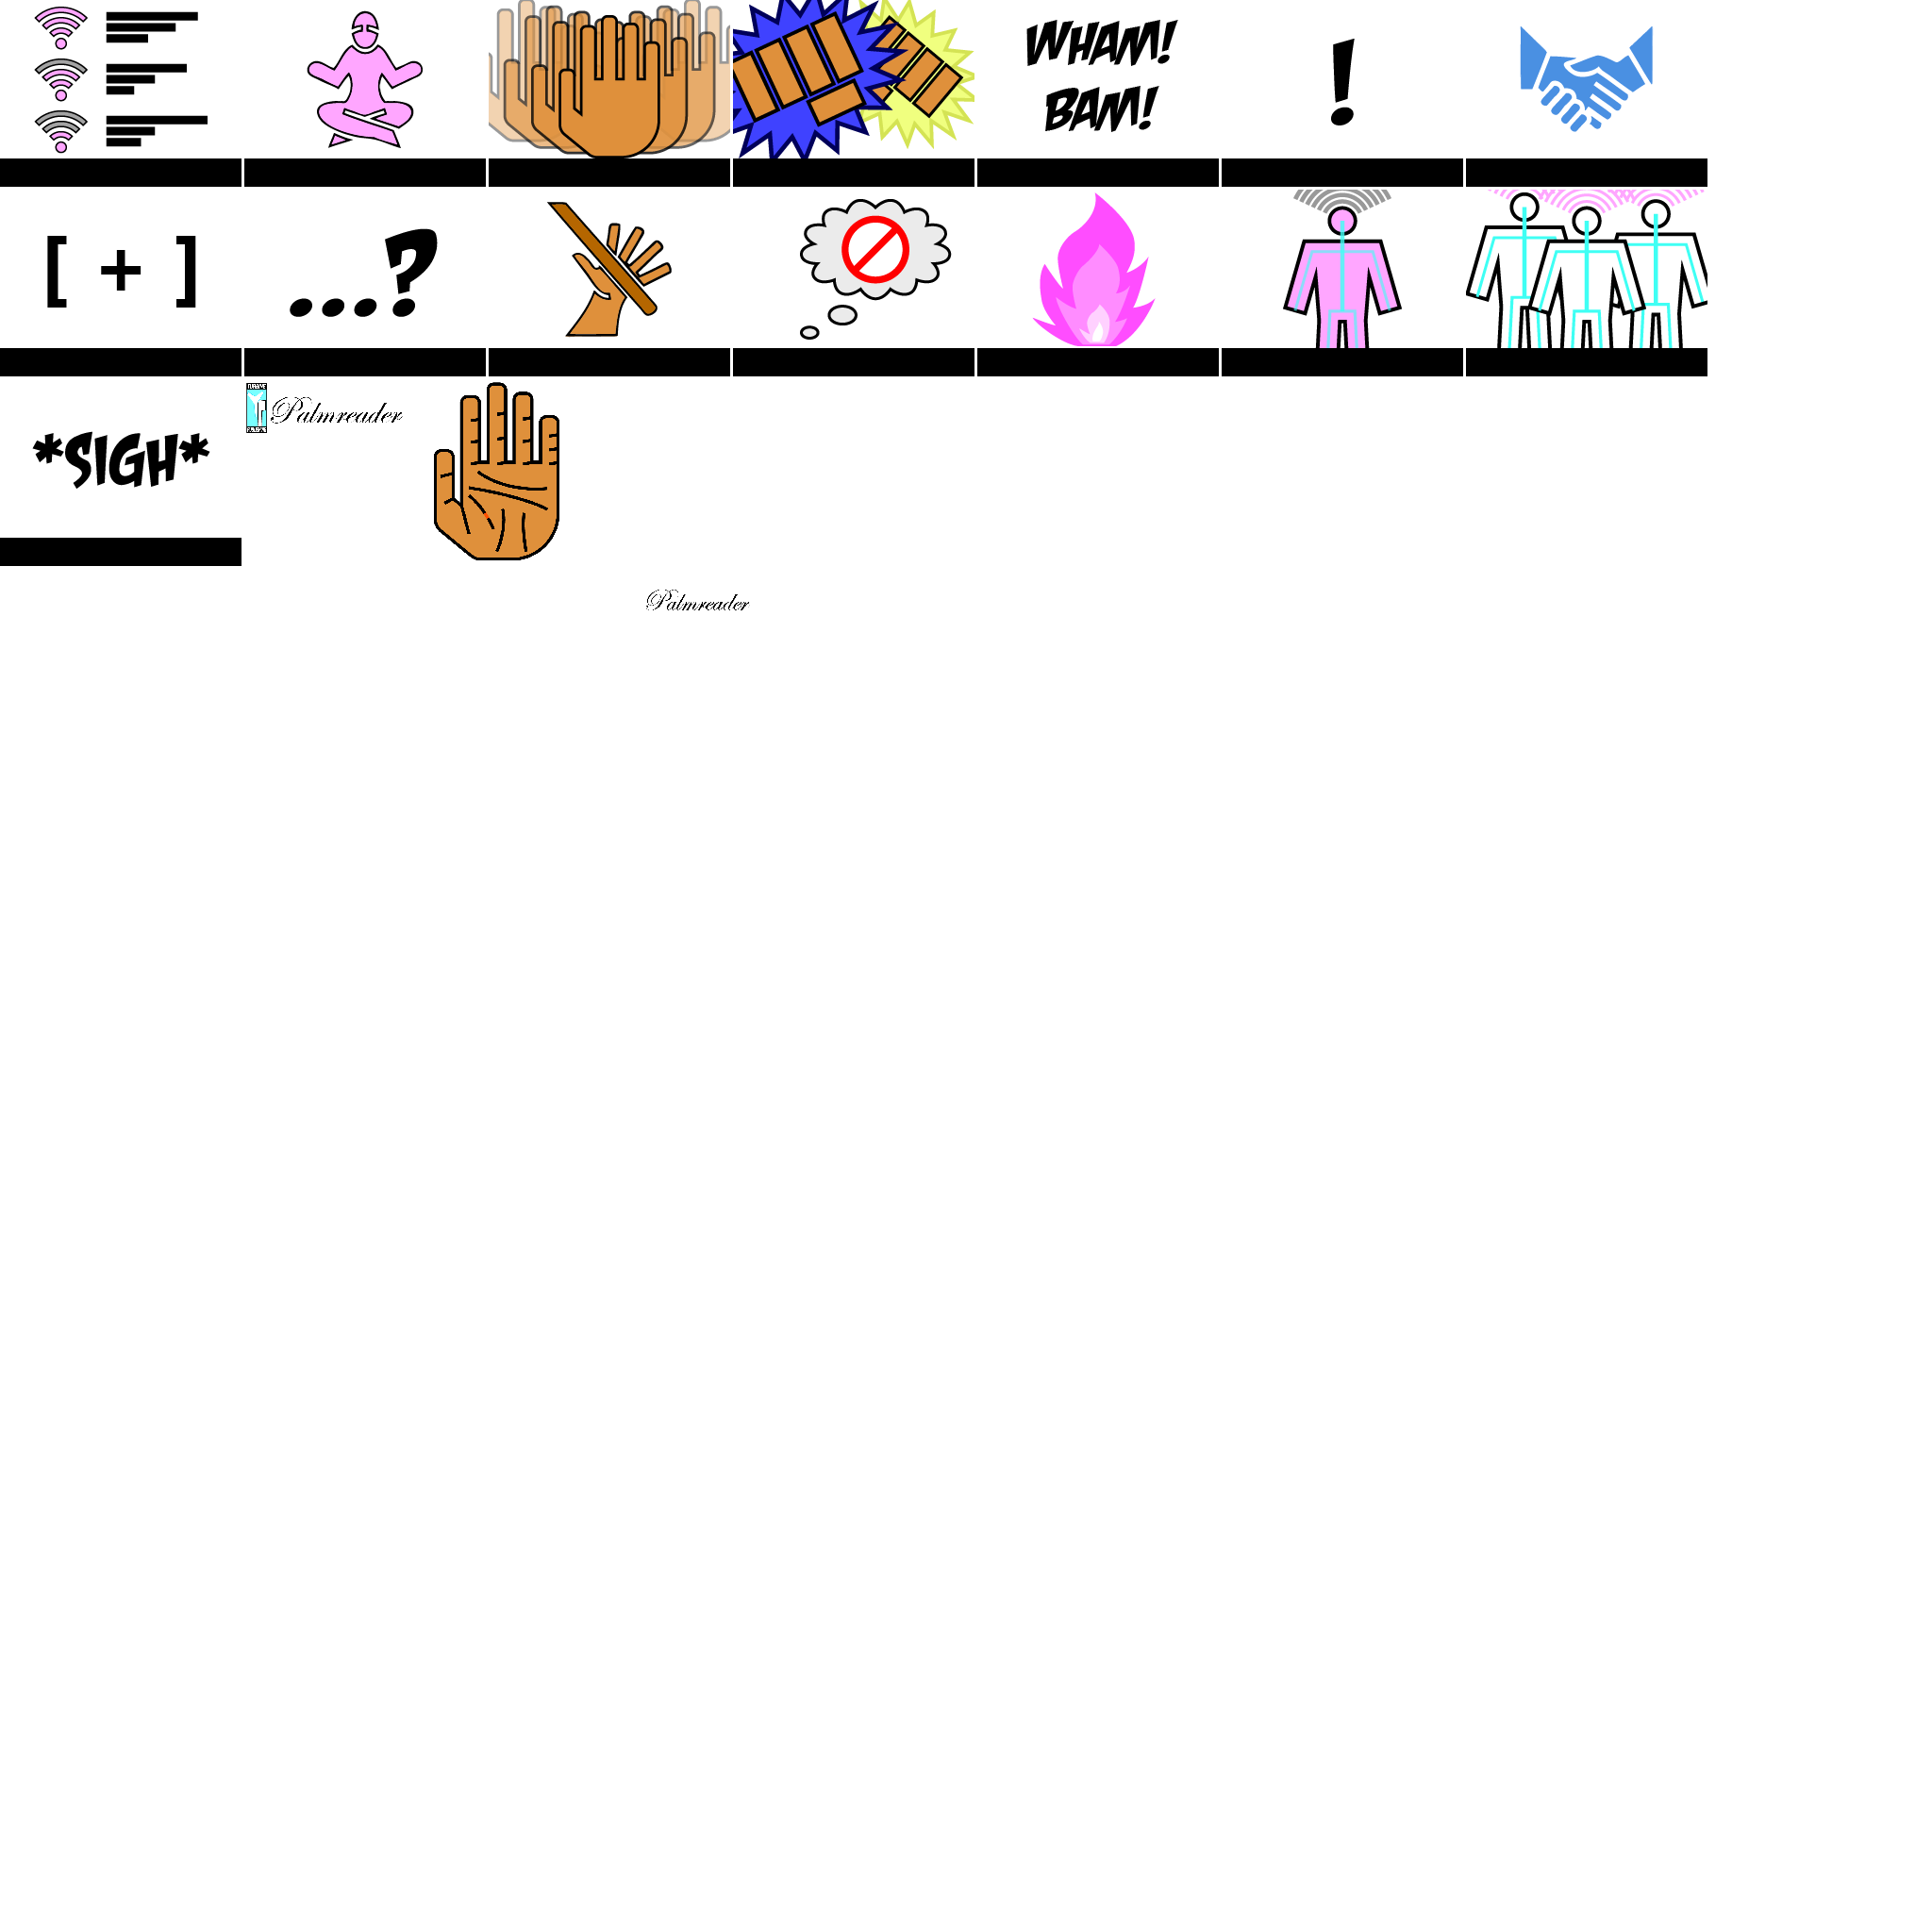 WHAM!
BAM!
!
[ + ]
...?
*SIGH*
Palmreader
Palmreader